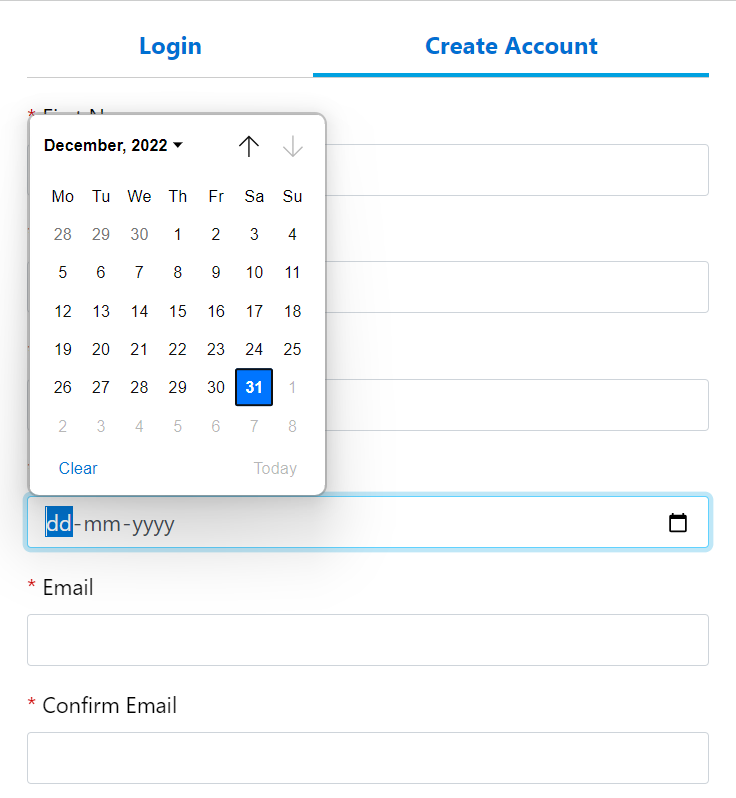 Login Create Account
*
December, 2022
Mo Tu We Th Fr Sa Su
28 29 30 1 2 3 4
5 6 7 8 9 10 11
12 13 14 15 16 17 18
19 20 21 22 23 24 25
26 27 28 29 30 31 1
2 3 4 5 6 7 8
Clear Today
dd-mm-yyyy
* Email
* Confirm Email